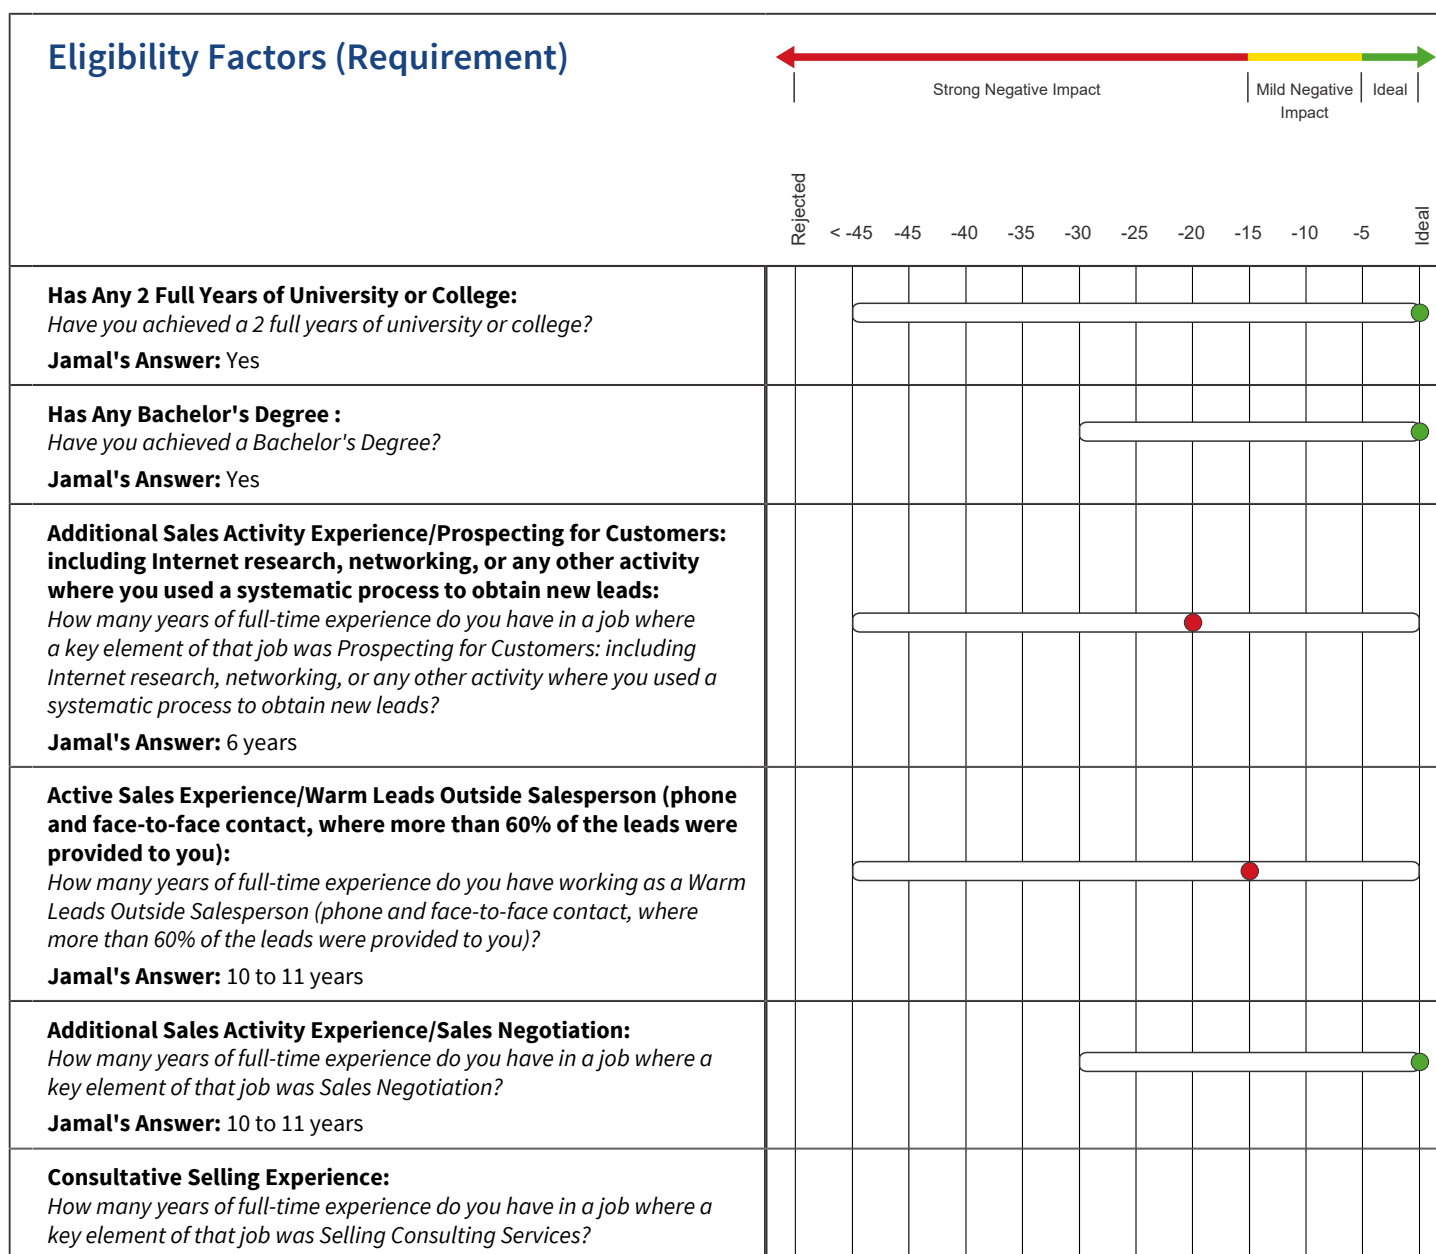 Eligibility Factors (Requirement)
Strong Negative Impact
Mild Negative
Impact
Ideal
Rejected
< -45
-45
-40
-35
-30
-25
-20
-15
-10
-5
Ideal
Has Any 2 Full Years of University or College:
Have you achieved a 2 full years of university or college?
Jamal's Answer: Yes
Has Any Bachelor's Degree :
Have you achieved a Bachelor's Degree?
Jamal's Answer: Yes
Additional Sales Activity Experience/Prospecting for Customers:
including Internet research, networking, or any other activity
where you used a systematic process to obtain new leads:
How many years of full-time experience do you have in a job where
a key element of that job was Prospecting for Customers: including
Internet research, networking, or any other activity where you used a
systematic process to obtain new leads?
Jamal's Answer: 6 years
Active Sales Experience/Warm Leads Outside Salesperson (phone
and face-to-face contact, where more than 60% of the leads were
provided to you):
How many years of full-time experience do you have working as a Warm
Leads Outside Salesperson (phone and face-to-face contact, where
more than 60% of the leads were provided to you)?
Jamal's Answer: 10 to 11 years
Additional Sales Activity Experience/Sales Negotiation:
How many years of full-time experience do you have in a job where a
key element of that job was Sales Negotiation?
Jamal's Answer: 10 to 11 years
Consultative Selling Experience:
How many years of full-time experience do you have in a job where a
key element of that job was Selling Consulting Services?